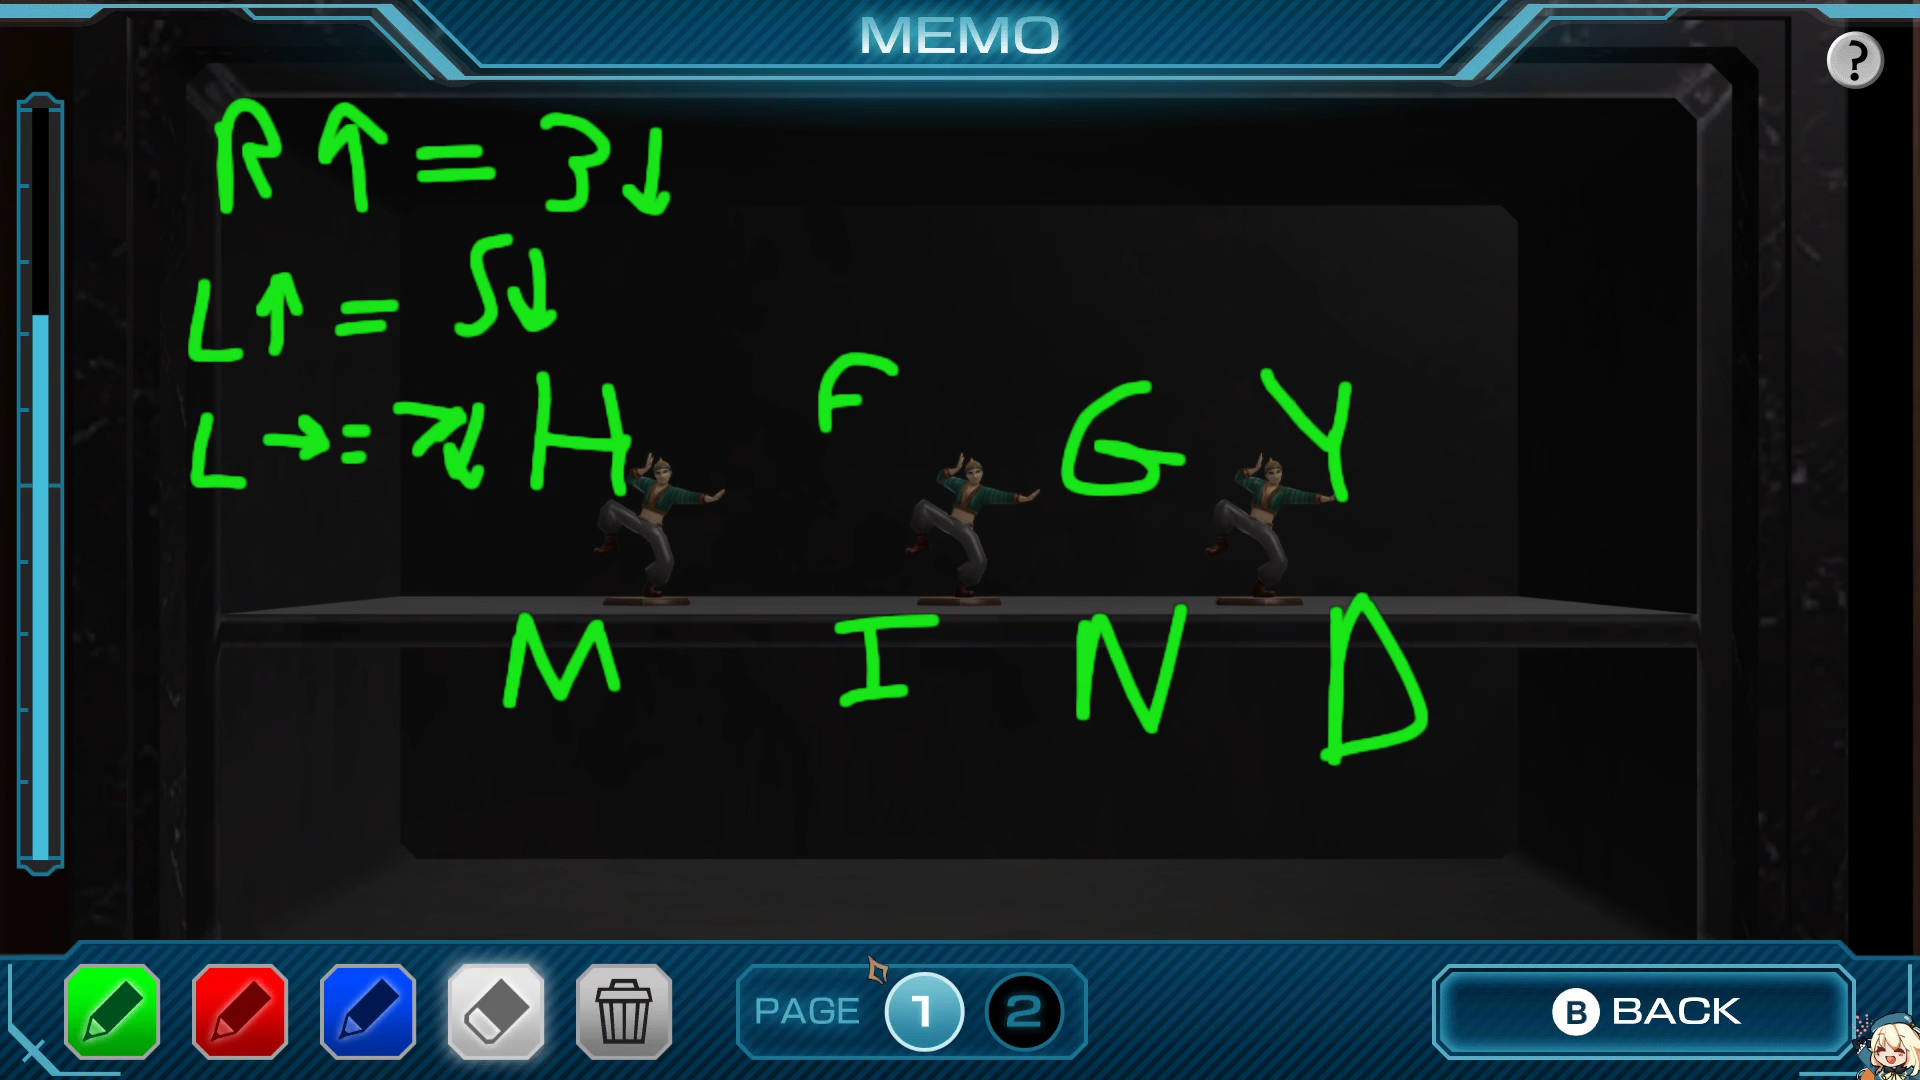 MEMO
?
R ↑ = 3 ↓
L ↑ = 5 ↓
L → = 7 ↓
H F G Y
M I N D
PAGE 1 2
B BACK